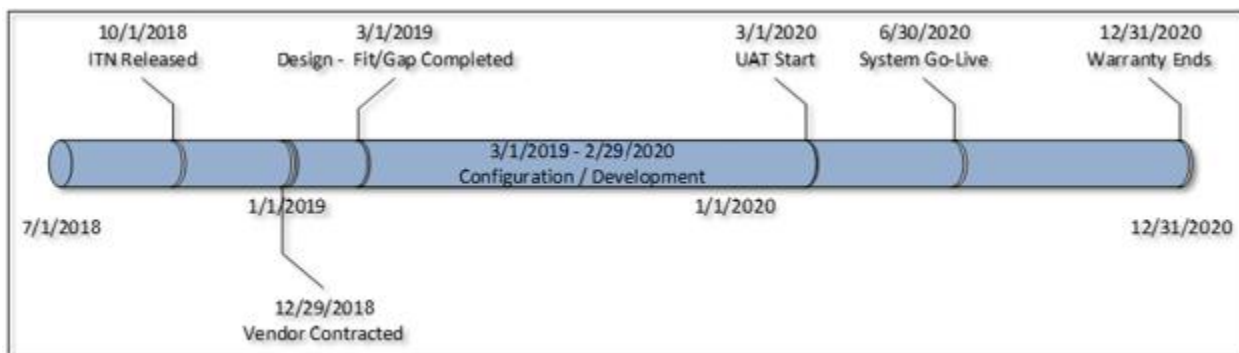 10/1/2018
ITN Released
3/1/2019
Design - Fit/Gap Completed
3/1/2020
UAT Start
6/30/2020
System Go-Live
12/31/2020
Warranty Ends
3/1/2019 - 2/29/2020
Configuration / Development
1/1/2019
1/1/2020
7/1/2018
12/31/2020
12/29/2018
Vendor Contracted